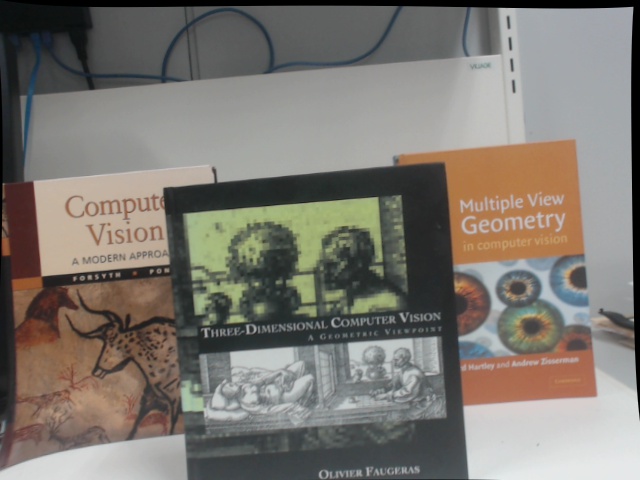 Compute
Vision
A MODERN APPROA
FORSYTH
THREE-DIMENSIONAL COMPUTER VISION
A GEOMETRIC VIEWPOINT
OLIVIER FAUGERAS
Multiple View
Geometry
in computer vision
d Hartley and Andrew Zisserman